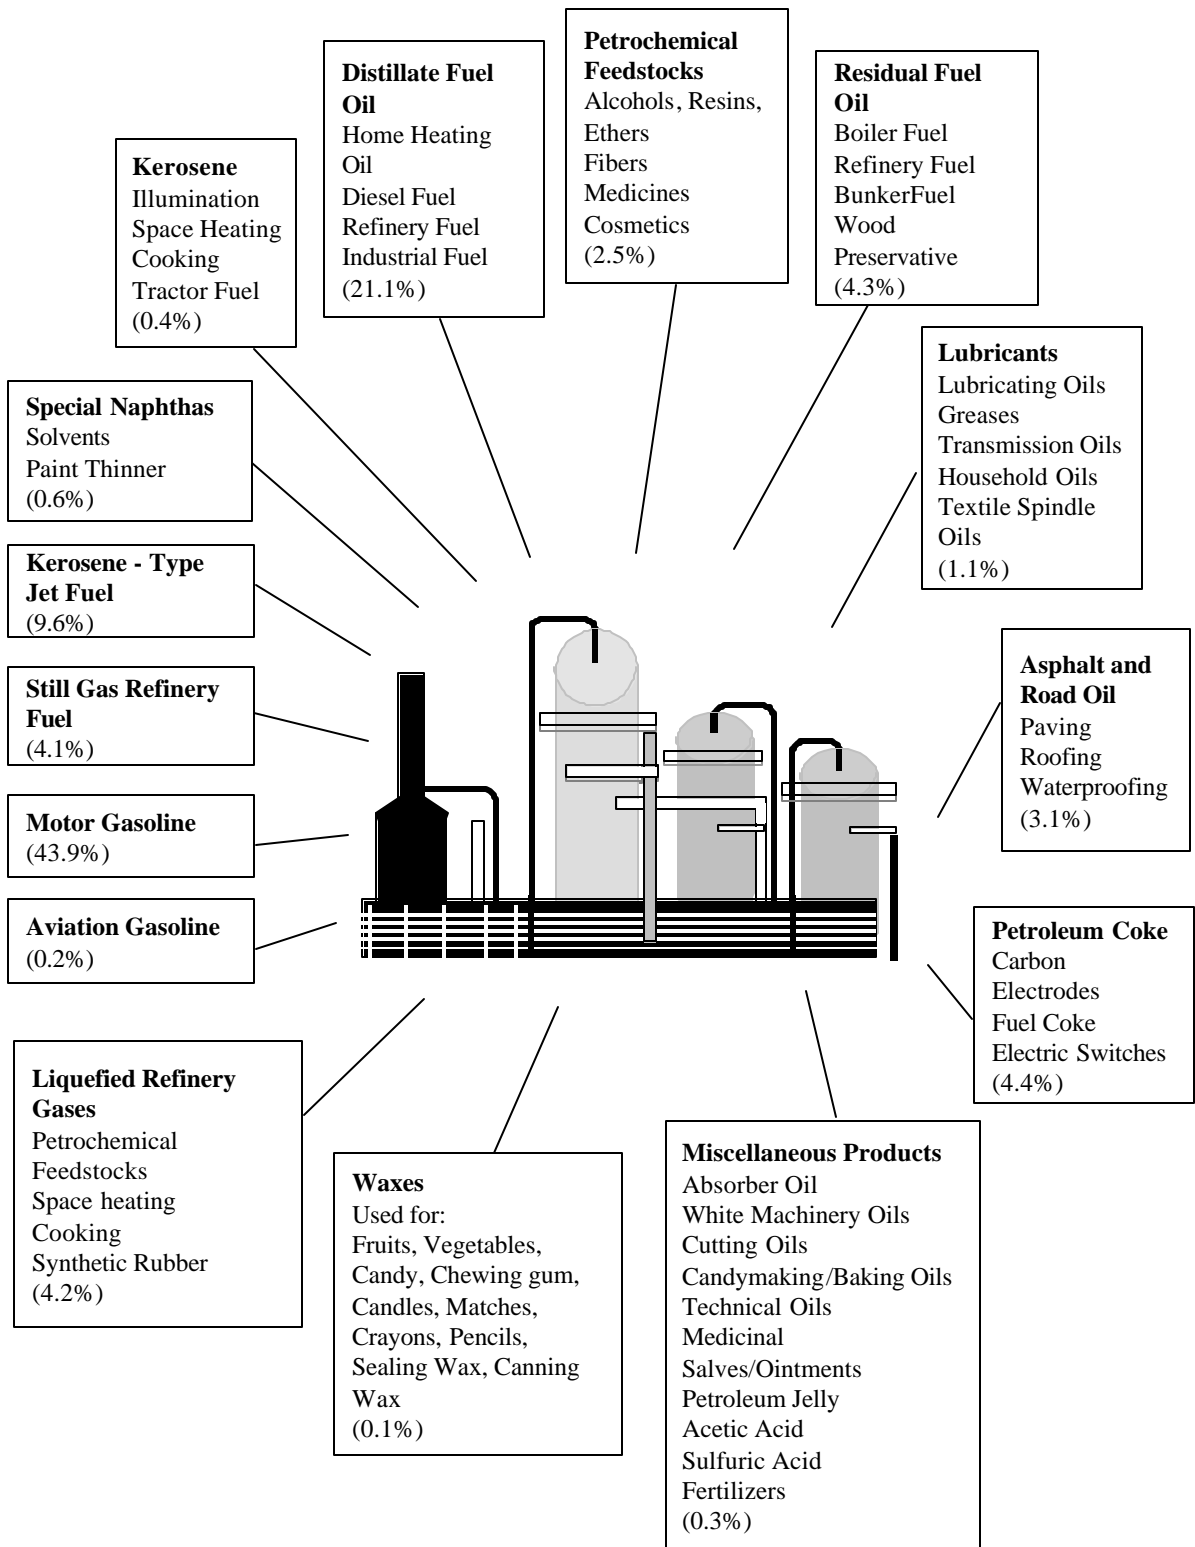 Petrochemical
Feedstocks
Alcohols, Resins,
Ethers
Fibers
Medicines
Cosmetics
(2.5%)
Distillate Fuel
Oil
Home Heating
Oil
Diesel Fuel
Refinery Fuel
Industrial Fuel
(21.1%)
Residual Fuel
Oil
Boiler Fuel
Refinery Fuel
BunkerFuel
Wood
Preservative
(4.3%)
Kerosene
Illumination
Space Heating
Cooking
Tractor Fuel
(0.4%)
Lubricants
Lubricating Oils
Greases
Transmission Oils
Household Oils
Textile Spindle
Oils
(1.1%)
Special Naphthas
Solvents
Paint Thinner
(0.6%)
Kerosene - Type
Jet Fuel
(9.6%)
Asphalt and
Road Oil
Paving
Roofing
Waterproofing
(3.1%)
Still Gas Refinery
Fuel
(4.1%)
Motor Gasoline
(43.9%)
Aviation Gasoline
(0.2%)
Petroleum Coke
Carbon
Electrodes
Fuel Coke
Electric Switches
(4.4%)
Liquefied Refinery
Gases
Petrochemical
Feedstocks
Space heating
Cooking
Synthetic Rubber
(4.2%)
Waxes
Used for:
Fruits, Vegetables,
Candy, Chewing gum,
Candles, Matches,
Crayons, Pencils,
Sealing Wax, Canning
Wax
(0.1%)
Miscellaneous Products
Absorber Oil
White Machinery Oils
Cutting Oils
Candymaking/Baking Oils
Technical Oils
Medicinal
Salves/Ointments
Petroleum Jelly
Acetic Acid
Sulfuric Acid
Fertilizers
(0.3%)